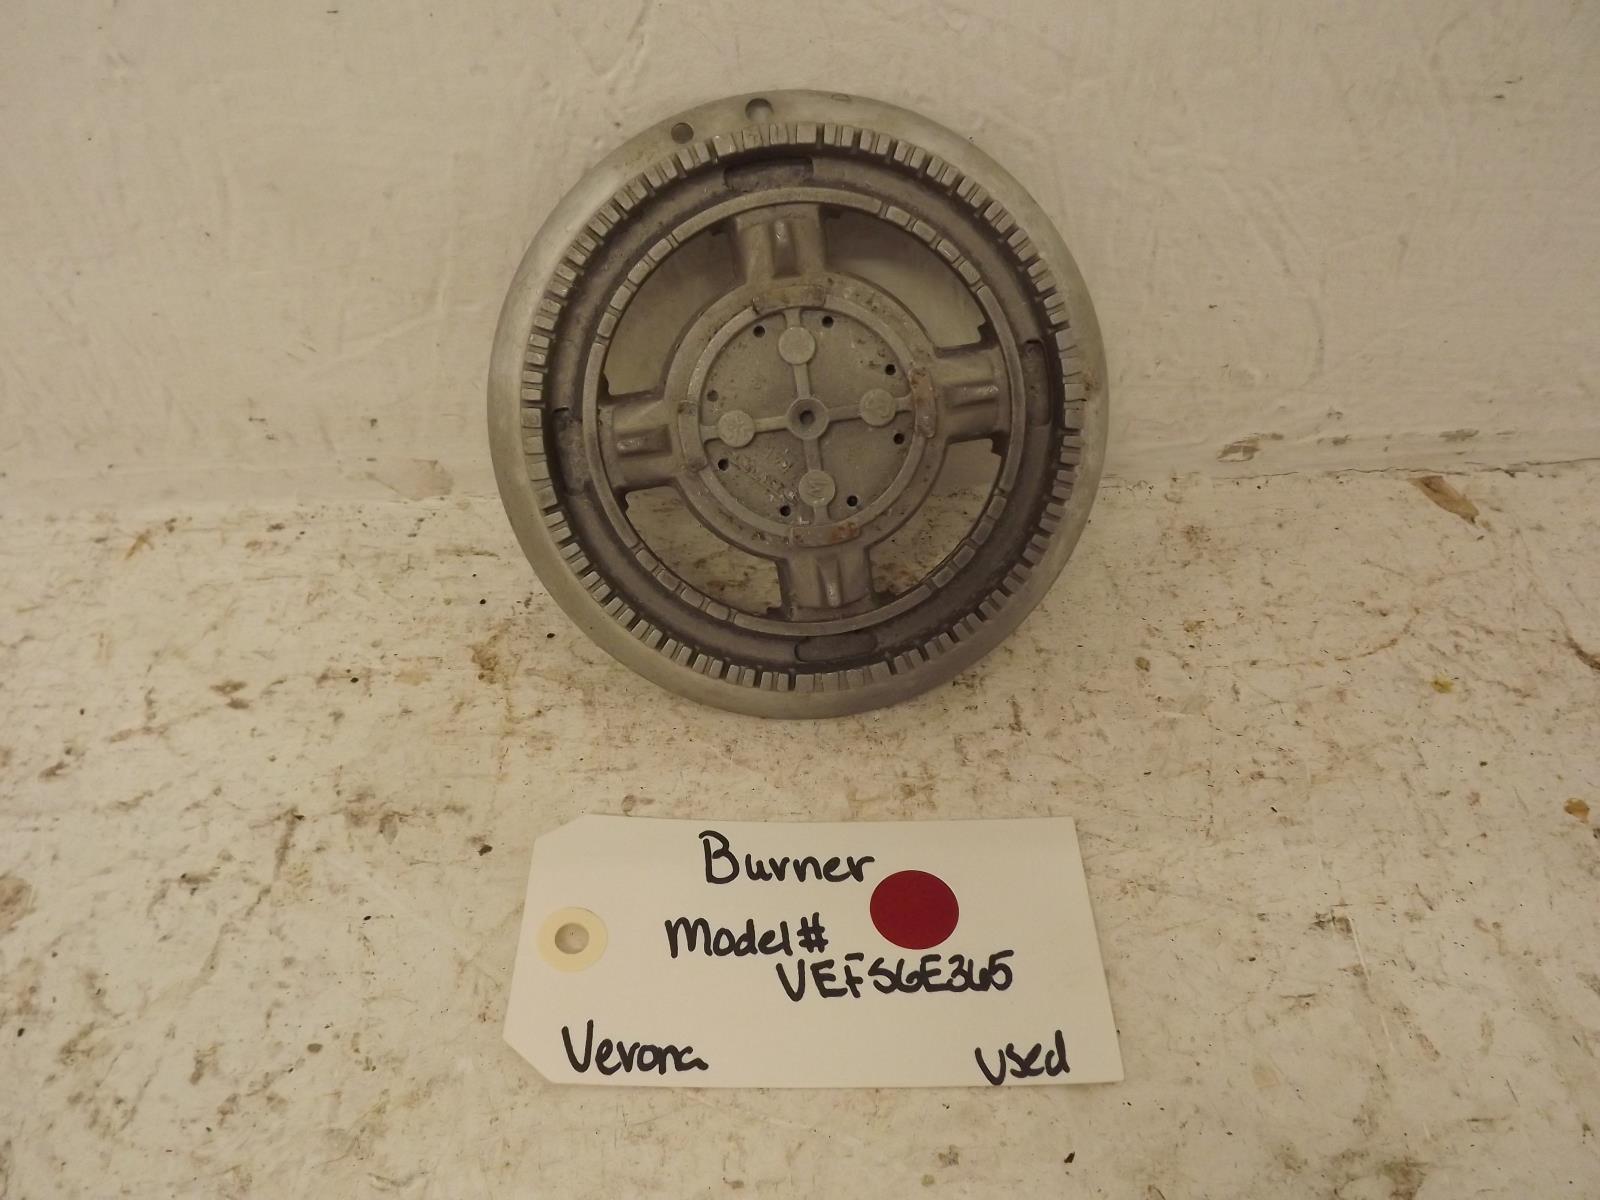 Burner
Model#
VEFSGE365
Verona
Used